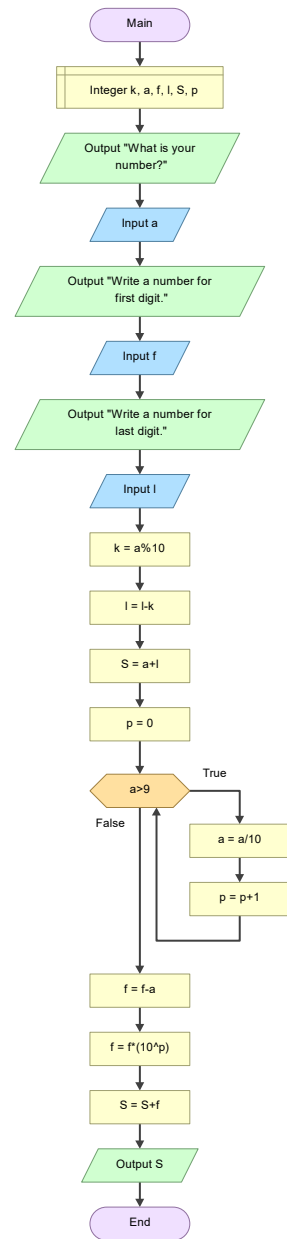 Main
Integer k, a, f, l, S, p
Output "What is your
number?"
Input a
Output "Write a number for
first digit."
Input f
Output "Write a number for
last digit."
Input l
k = a%10
l = l-k
S = a+l
p = 0
a>9
True
False
a = a/10
p = p+1
f = f-a
f = f*(10^p)
S = S+f
Output S
End